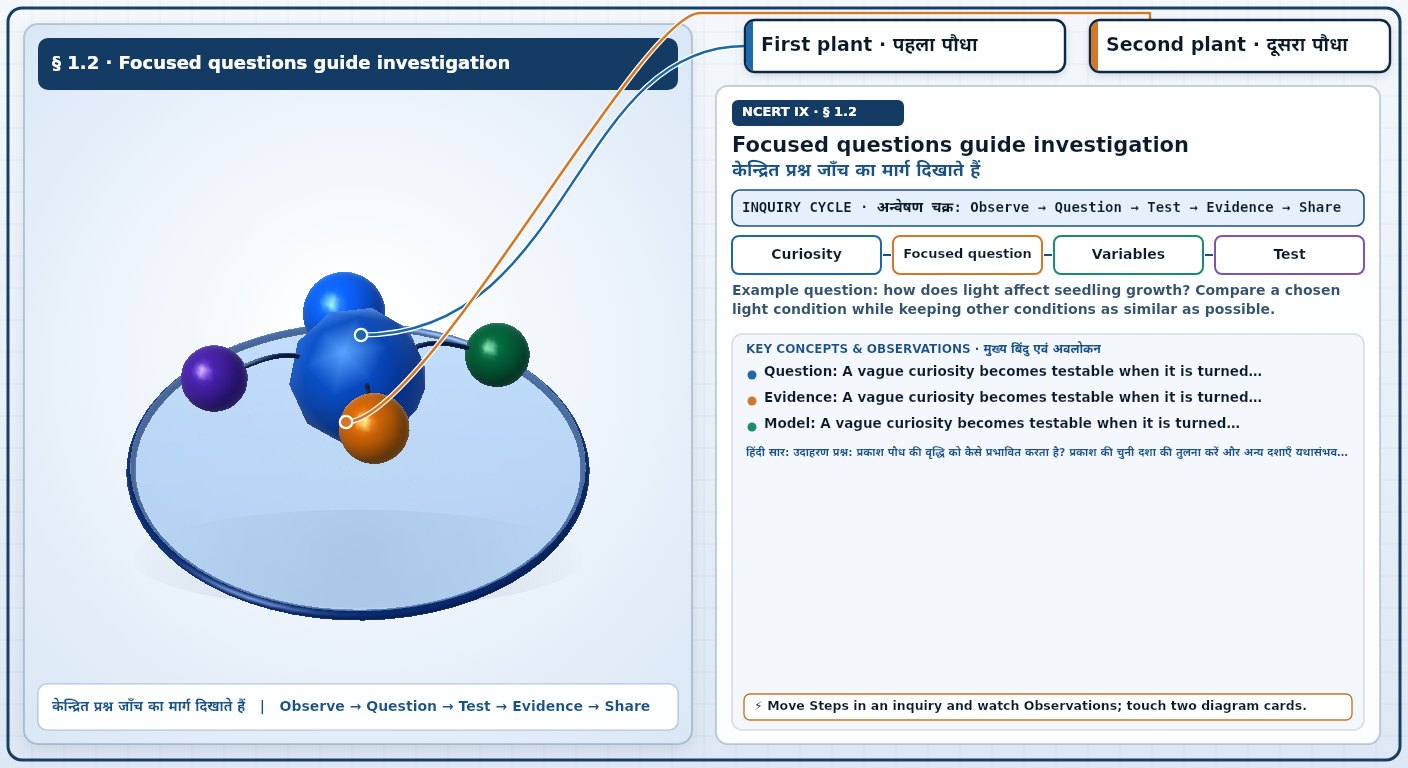 § 1.2 · Focused questions guide investigation
First plant · पहला पौधा
Second plant · दूसरा पौधा
NCERT IX · § 1.2
Focused questions guide investigation
केन्द्रित प्रश्न जाँच का मार्ग दिखाते हैं
INQUIRY CYCLE · अन्वेषण चक्र: Observe → Question → Test → Evidence → Share
Curiosity
Focused question
Variables
Test
Example question: how does light affect seedling growth? Compare a chosen
light condition while keeping other conditions as similar as possible.
KEY CONCEPTS & OBSERVATIONS · मुख्य बिंदु एवं अवलोकन
Question: A vague curiosity becomes testable when it is turned…
Evidence: A vague curiosity becomes testable when it is turned…
Model: A vague curiosity becomes testable when it is turned…
हिंदी सार: उदाहरण प्रश्न: प्रकाश पौध की वृद्धि को कैसे प्रभावित करता है? प्रकाश की चुनी दशा की तुलना करें और अन्य दशाएँ यथासंभव…
⚡ Move Steps in an inquiry and watch Observations; touch two diagram cards.
केन्द्रित प्रश्न जाँच का मार्ग दिखाते हैं | Observe → Question → Test → Evidence → Share